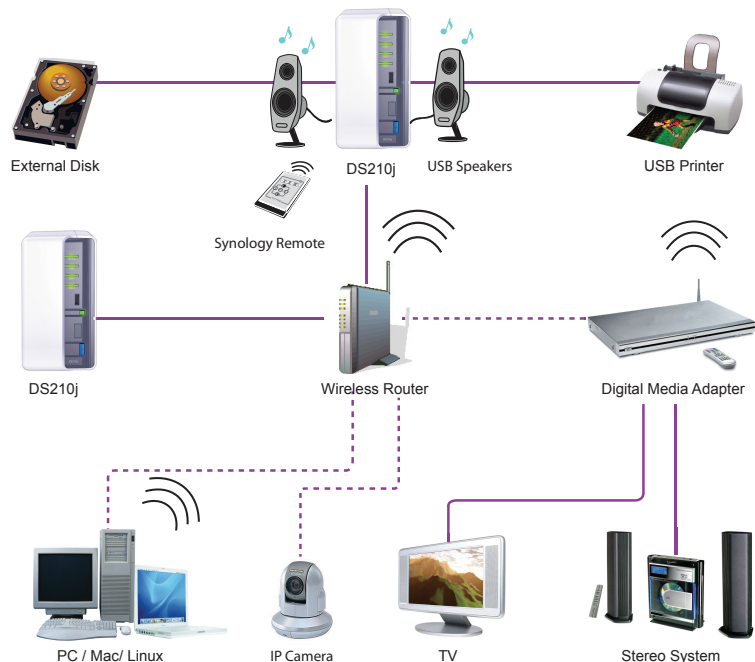 External Disk
DS210j
USB Speakers
USB Printer
Synology Remote
DS210j
Wireless Router
Digital Media Adapter
PC / Mac/ Linux
IP Camera
TV
Stereo System